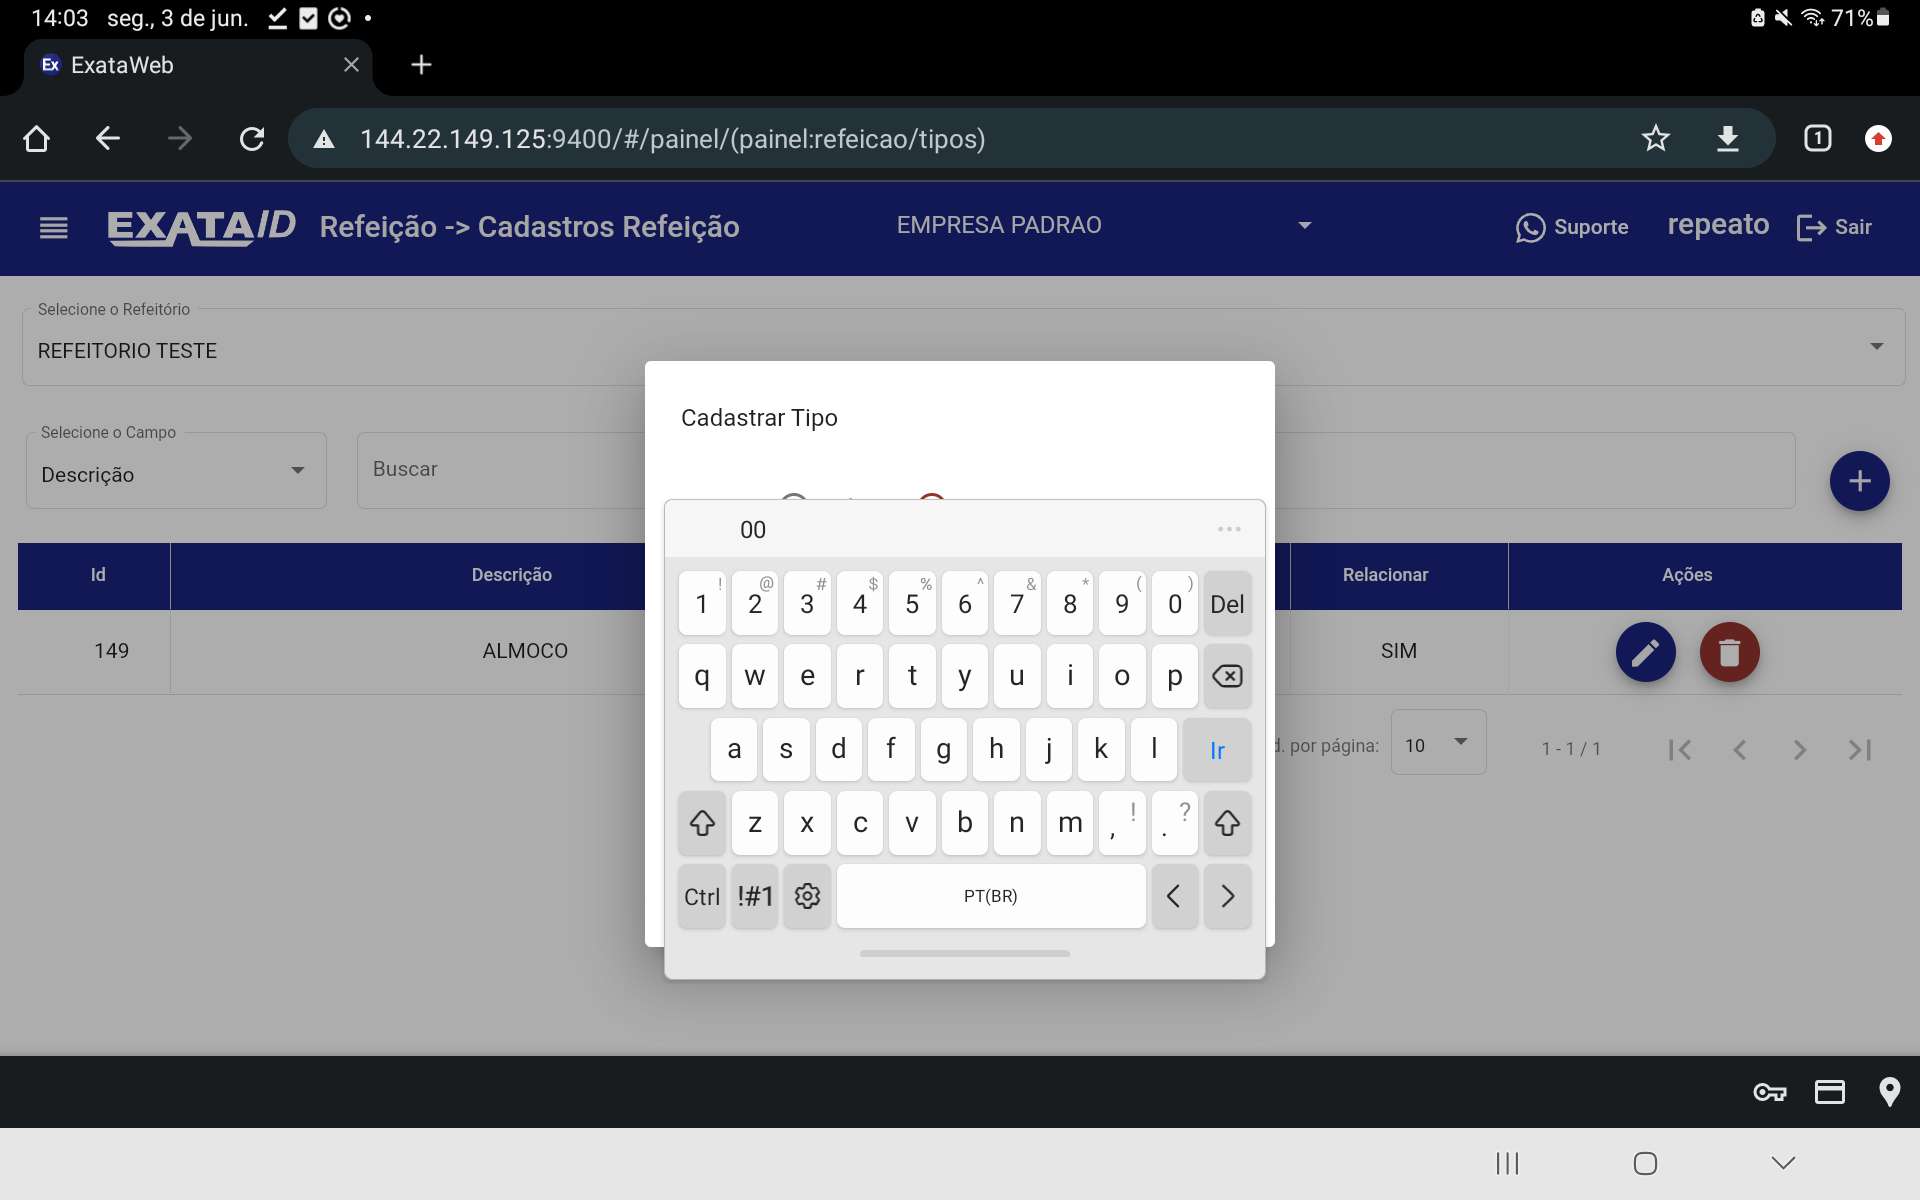 14:03 seg., 3 de jun. 71%
Ex ExataWeb
144.22.149.125:9400/#/painel/(painel:refeicao/tipos) 1
EXATA ID Refeição -> Cadastros Refeição EMPRESA PADRAO Suporte repeato Sair
Selecione o Refeitório
REFEITORIO TESTE
Cadastrar Tipo
Selecione o Campo
Descrição Buscar
00
Id Descrição Relacionar Ações
149 ALMOCO SIM
1 ! 2 @ 3 # 4 $ 5 % 6 ^ 7 & 8 * 9 ( 0 ) Del
q w e r t y u i o p
a s d f g h j k l Ir
z x c v b n m , ! . ?
Ctrl !#1 PT(BR) < >
por página: 10 1 - 1 / 1